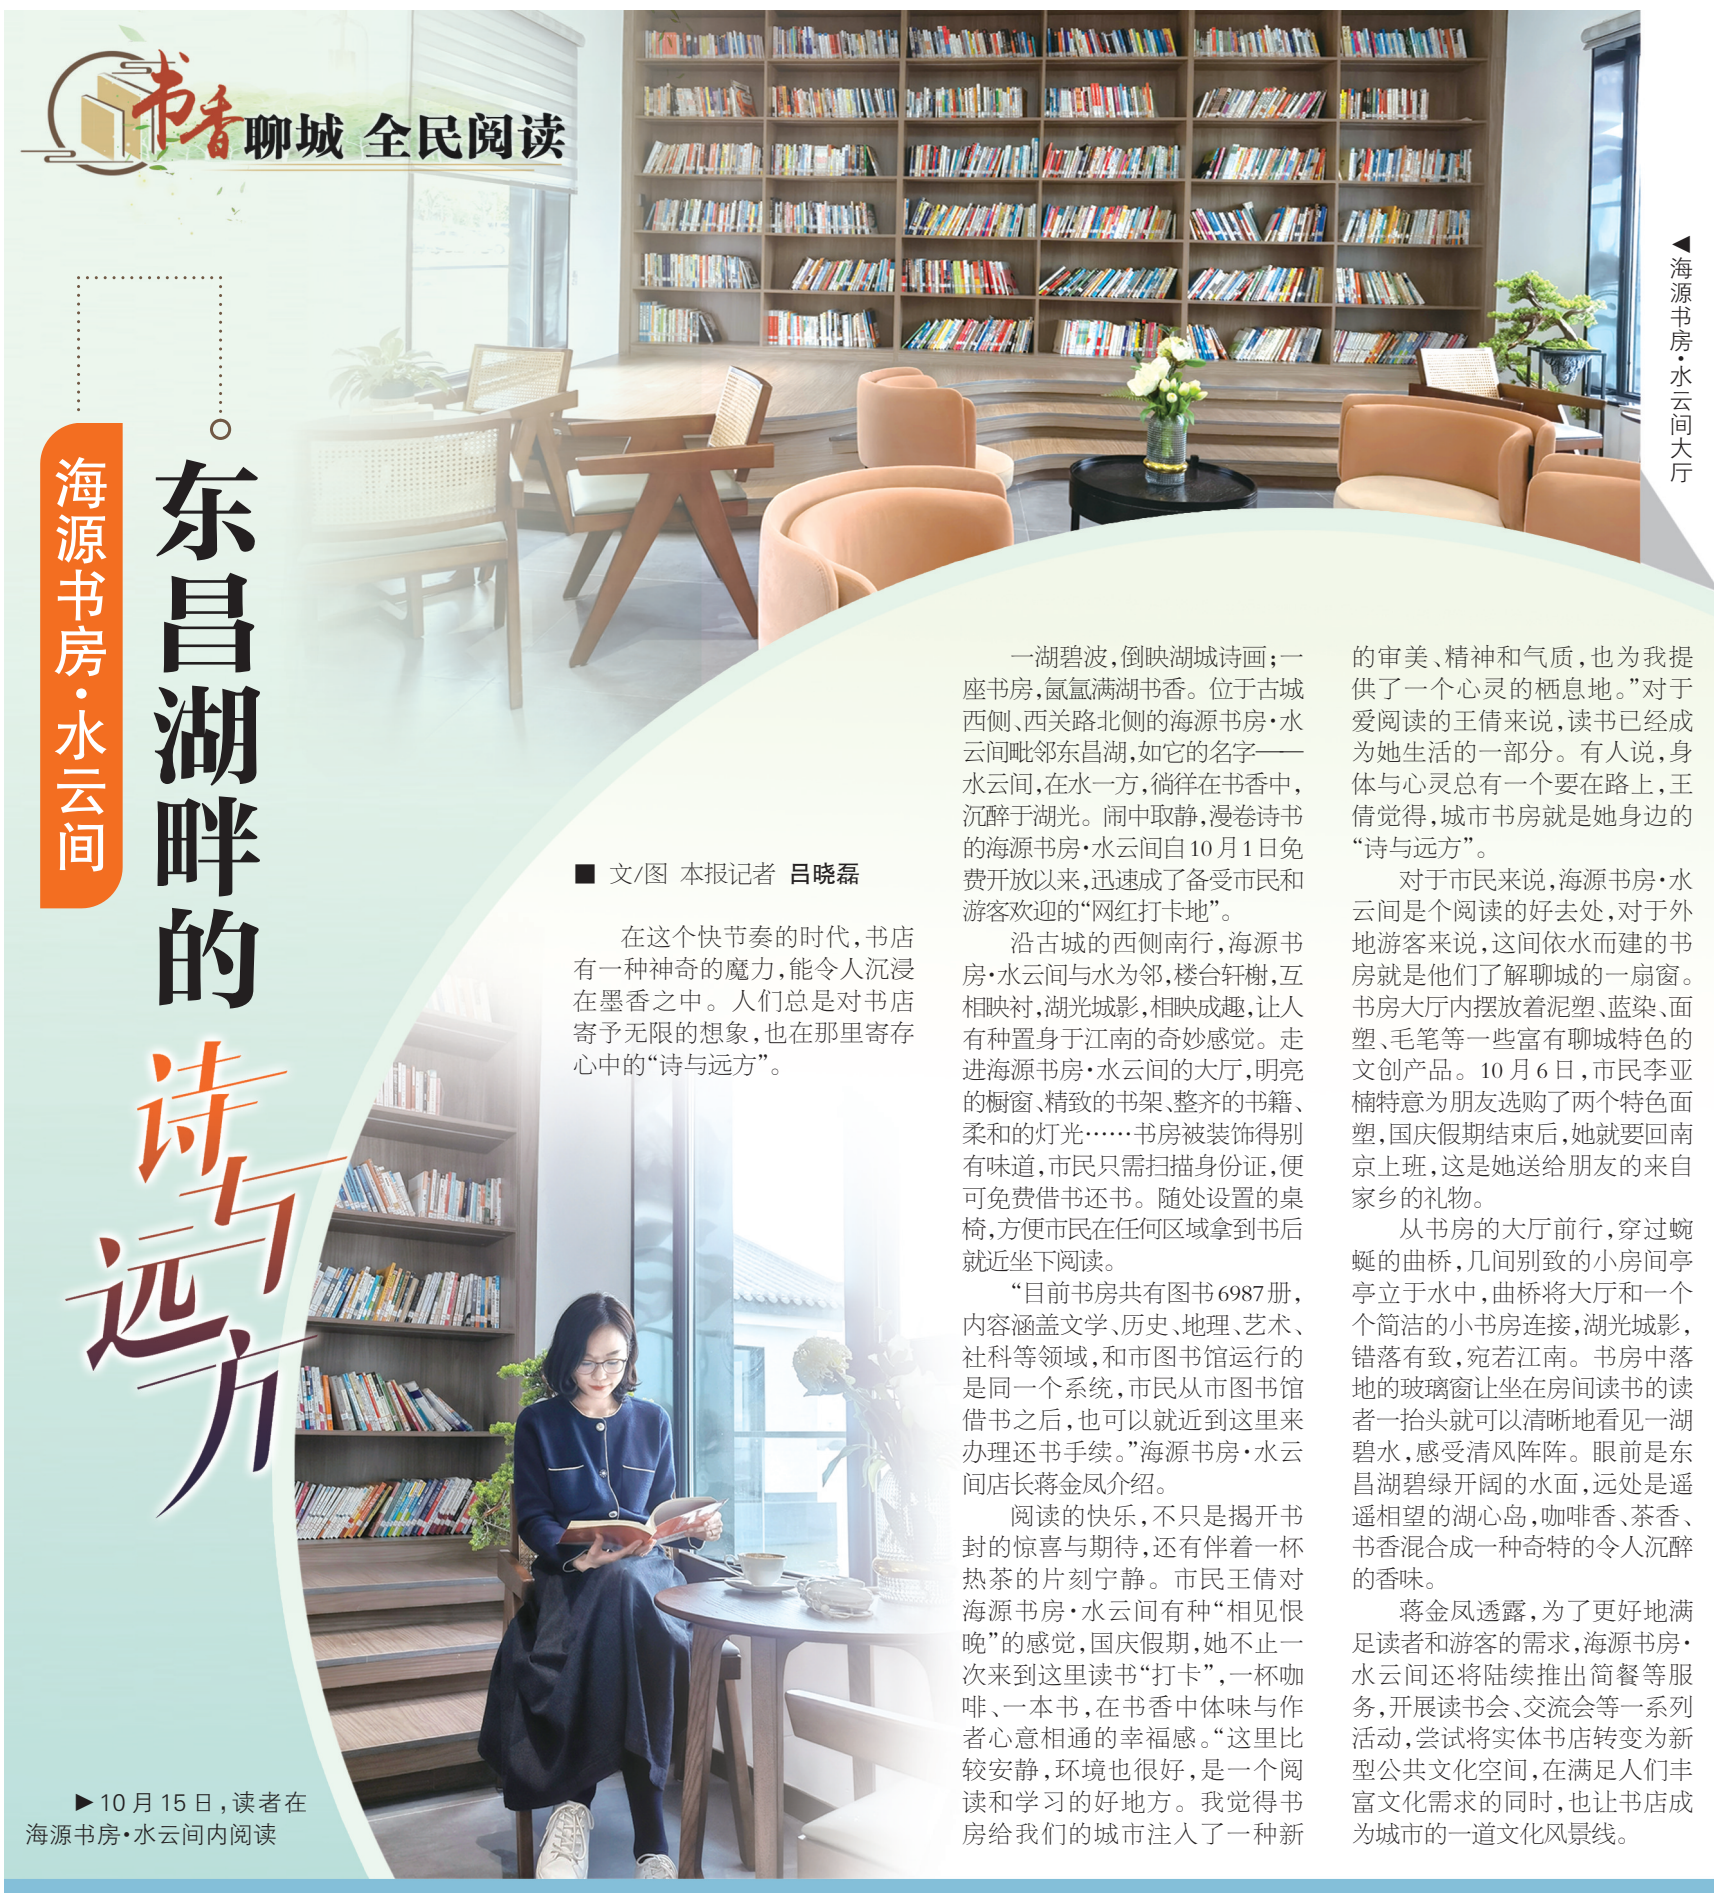 书香聊城 全民阅读
◀海源书房·水云间大厅
海源书房·水云间
东昌湖畔的
诗与
远方
■ 文/图 本报记者 吕晓磊
在这个快节奏的时代，书店
有一种神奇的魔力，能令人沉浸
在墨香之中。人们总是对书店
寄予无限的想象，也在那里寄存
心中的“诗与远方”。
一湖碧波，倒映湖城诗画；一
座书房，氤氲满湖书香。位于古城
西侧、西关路北侧的海源书房·水
云间毗邻东昌湖，如它的名字——
水云间，在水一方，徜徉在书香中，
沉醉于湖光。闹中取静，漫卷诗书
的海源书房·水云间自10月1日免
费开放以来，迅速成了备受市民和
游客欢迎的“网红打卡地”。
沿古城的西侧南行，海源书
房·水云间与水为邻，楼台轩榭，互
相映衬，湖光城影，相映成趣，让人
有种置身于江南的奇妙感觉。走
进海源书房·水云间的大厅，明亮
的橱窗、精致的书架、整齐的书籍、
柔和的灯光……书房被装饰得别
有味道，市民只需扫描身份证，便
可免费借书还书。随处设置的桌
椅，方便市民在任何区域拿到书后
就近坐下阅读。
“目前书房共有图书6987册，
内容涵盖文学、历史、地理、艺术、
社科等领域，和市图书馆运行的
是同一个系统，市民从市图书馆
借书之后，也可以就近到这里来
办理还书手续。”海源书房·水云
间店长蒋金凤介绍。
阅读的快乐，不只是揭开书
封的惊喜与期待，还有伴着一杯
热茶的片刻宁静。市民王倩对
海源书房·水云间有种“相见恨
晚”的感觉，国庆假期，她不止一
次来到这里读书“打卡”，一杯咖
啡、一本书，在书香中体味与作
者心意相通的幸福感。“这里比
较安静，环境也很好，是一个阅
读和学习的好地方。我觉得书
房给我们的城市注入了一种新
的审美、精神和气质，也为我提
供了一个心灵的栖息地。”对于
爱阅读的王倩来说，读书已经成
为她生活的一部分。有人说，身
体与心灵总有一个要在路上，王
倩觉得，城市书房就是她身边的
“诗与远方”。
对于市民来说，海源书房·水
云间是个阅读的好去处，对于外
地游客来说，这间依水而建的书
房就是他们了解聊城的一扇窗。
书房大厅内摆放着泥塑、蓝染、面
塑、毛笔等一些富有聊城特色的
文创产品。10月6日，市民李亚
楠特意为朋友选购了两个特色面
塑，国庆假期结束后，她就要回南
京上班，这是她送给朋友的来自
家乡的礼物。
从书房的大厅前行，穿过蜿
蜒的曲桥，几间别致的小房间亭
亭立于水中，曲桥将大厅和一个
个简洁的小书房连接，湖光城影，
错落有致，宛若江南。书房中落
地的玻璃窗让坐在房间读书的读
者一抬头就可以清晰地看见一湖
碧水，感受清风阵阵。眼前是东
昌湖碧绿开阔的水面，远处是遥
遥相望的湖心岛，咖啡香、茶香、
书香混合成一种奇特的令人沉醉
的香味。
蒋金凤透露，为了更好地满
足读者和游客的需求，海源书房·
水云间还将陆续推出简餐等服
务，开展读书会、交流会等一系列
活动，尝试将实体书店转变为新
型公共文化空间，在满足人们丰
富文化需求的同时，也让书店成
为城市的一道文化风景线。
▶10月15日，读者在
海源书房·水云间内阅读